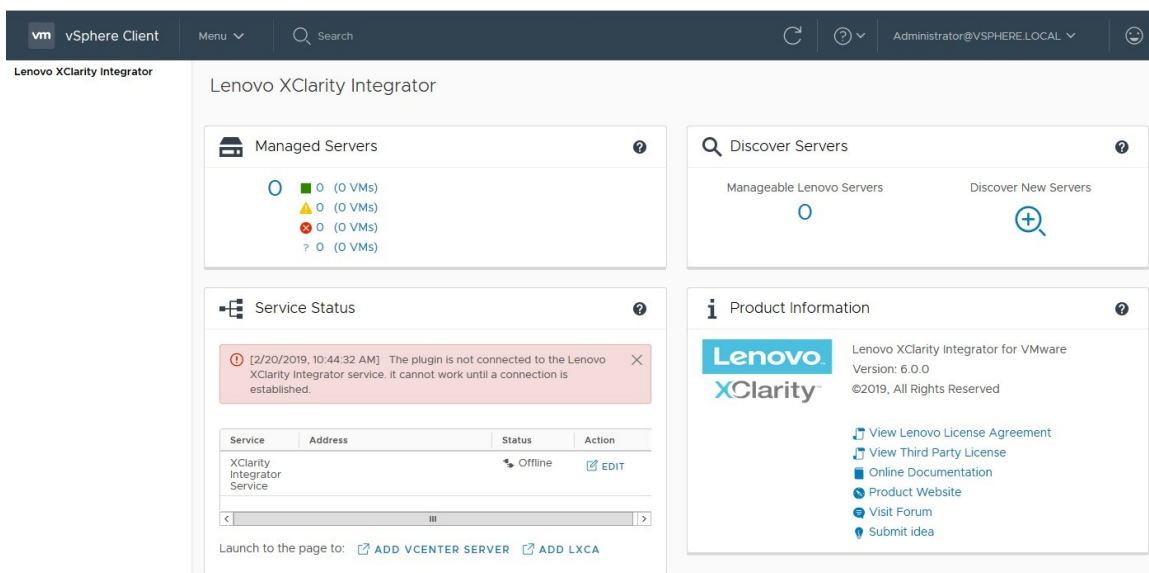 vm vSphere Client Menu Search Administrator@VSPHERE.LOCAL
Lenovo XClarity Integrator
Lenovo XClarity Integrator
Managed Servers
0
0 (0 VMs)
0 (0 VMs)
0 (0 VMs)
? 0 (0 VMs)
Discover Servers
Manageable Lenovo Servers Discover New Servers
0
Service Status
[2/20/2019, 10:44:32 AM] The plugin is not connected to the Lenovo
XClarity Integrator service. it cannot work until a connection is
established.
Service Address Status Action
XClarity
Integrator
Service
Offline EDIT
Launch to the page to: ADD VCENTER SERVER ADD LXCA
Product Information
Lenovo
XClarity
Lenovo XClarity Integrator for VMware
Version: 6.0.0
©2019, All Rights Reserved
View Lenovo License Agreement
View Third Party License
Online Documentation
Product Website
Visit Forum
Submit idea